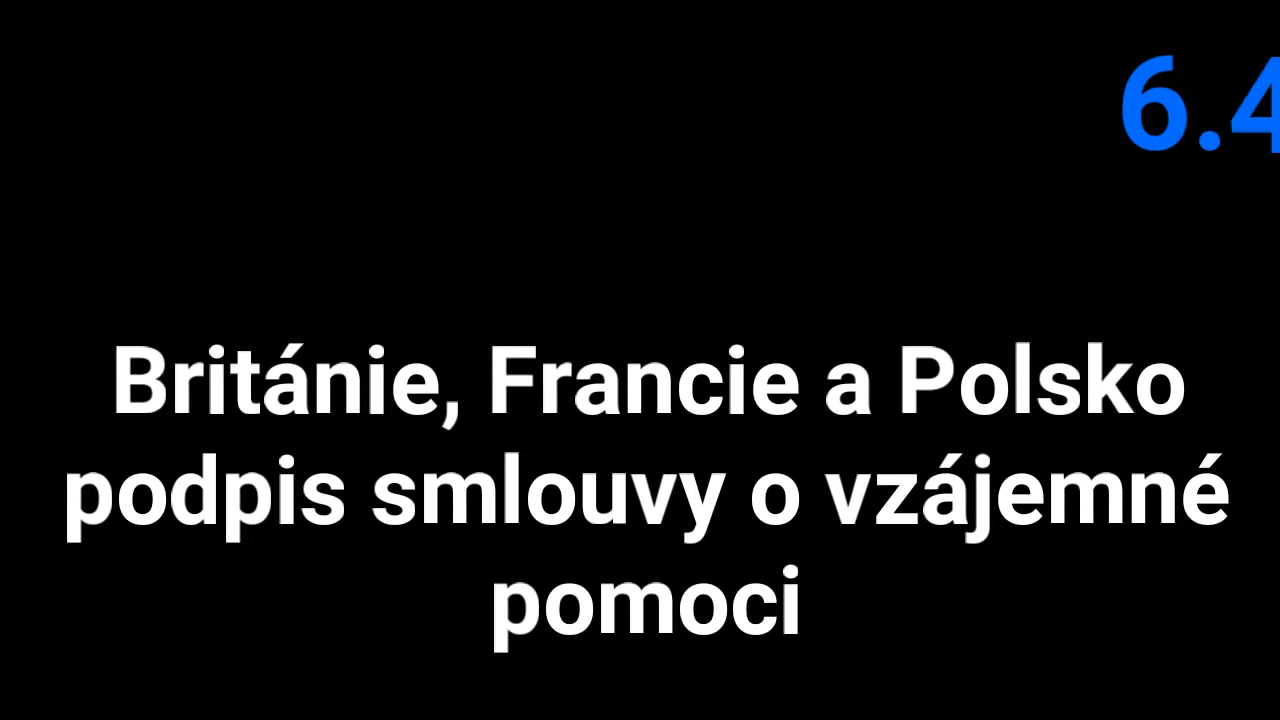 6.4
Británie, Francie a Polsko
podpis smlouvy o vzájemné
pomoci